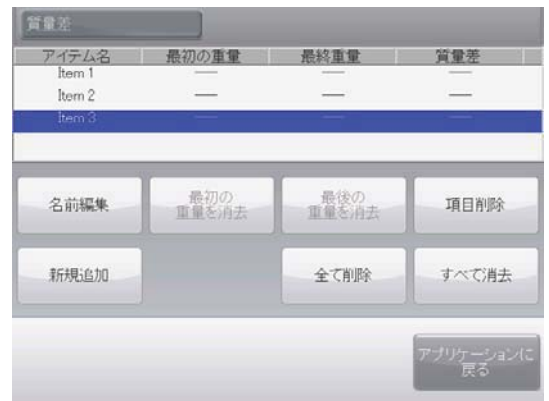 質量差
アイテム名 最初の重量 最終重量 質量差
Item 1 — — —
Item 2 — — —
Item 3 — — —
名前編集 最初の 最後の 項目削除
重量を消去 重量を消去
新規追加 全て削除 すべて消去
アプリケーションに
戻る